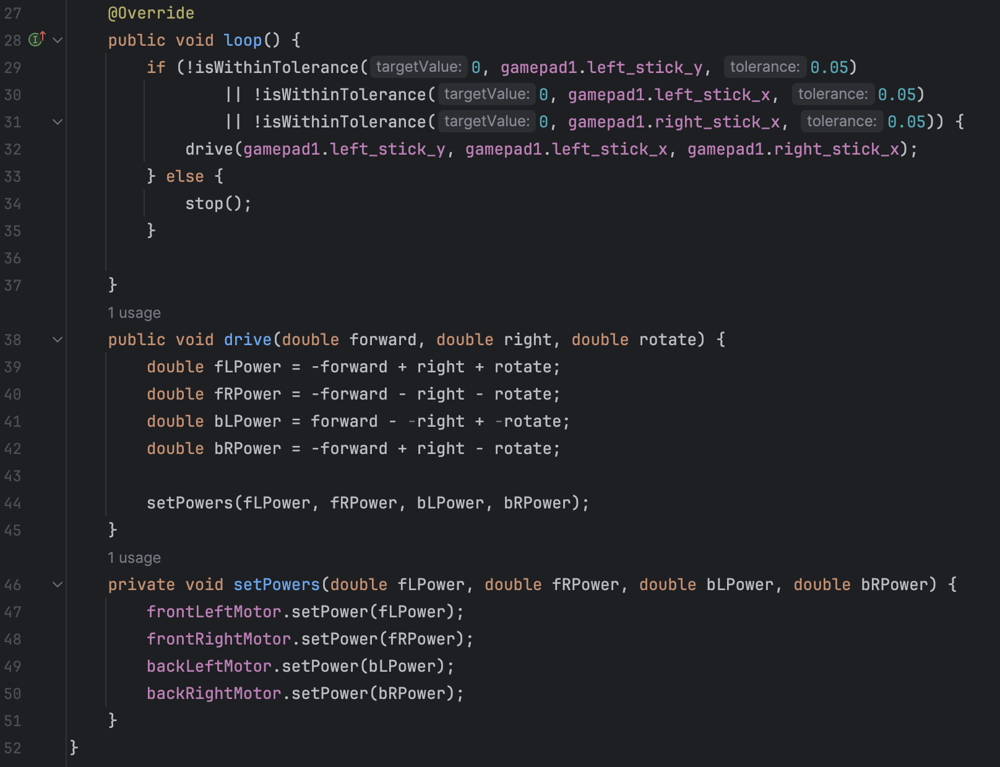 27 @Override
28 public void loop() {
29 if (!isWithinTolerance( targetValue: 0, gamepad1.left_stick_y, tolerance: 0.05)
30 || !isWithinTolerance( targetValue: 0, gamepad1.left_stick_x, tolerance: 0.05)
31 || !isWithinTolerance( targetValue: 0, gamepad1.right_stick_x, tolerance: 0.05)) {
32 drive(gamepad1.left_stick_y, gamepad1.left_stick_x, gamepad1.right_stick_x);
33 } else {
34 stop();
35 }
36
37 }
1 usage
38 public void drive(double forward, double right, double rotate) {
39 double fLPower = -forward + right + rotate;
40 double fRPower = -forward - right - rotate;
41 double bLPower = forward - -right + -rotate;
42 double bRPower = -forward + right - rotate;
43
44 setPowers(fLPower, fRPower, bLPower, bRPower);
45 }
1 usage
46 private void setPowers(double fLPower, double fRPower, double bLPower, double bRPower) {
47 frontLeftMotor.setPower(fLPower);
48 frontRightMotor.setPower(fRPower);
49 backLeftMotor.setPower(bLPower);
50 backRightMotor.setPower(bRPower);
51 }
52 }